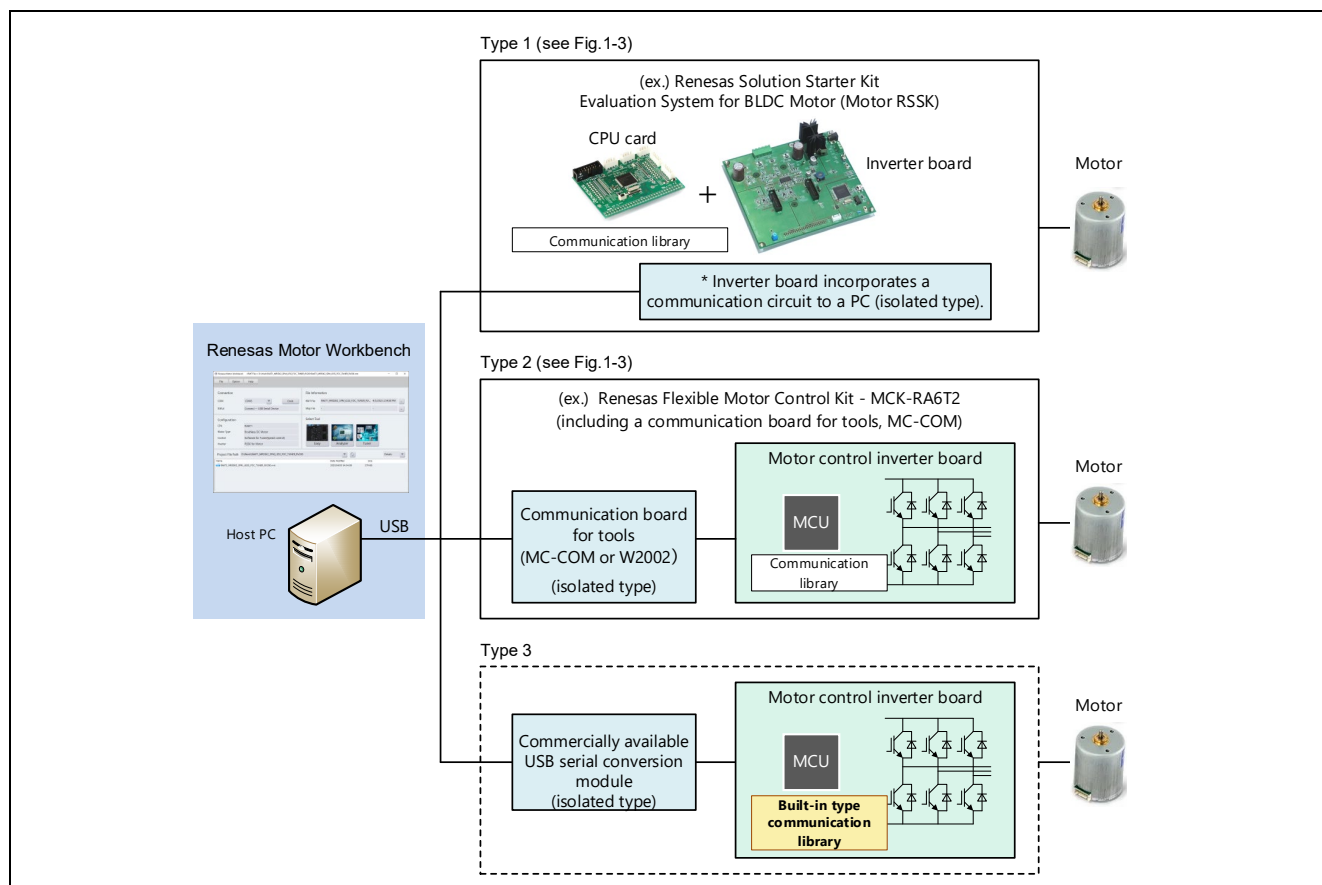 Type 1 (see Fig.1-3)
(ex.) Renesas Solution Starter Kit
Evaluation System for BLDC Motor (Motor RSSK)
CPU card
+
Inverter board
Communication library
* Inverter board incorporates a
communication circuit to a PC (isolated type).
Motor
Renesas Motor Workbench
Host PC
USB
Type 2 (see Fig.1-3)
(ex.) Renesas Flexible Motor Control Kit - MCK-RA6T2
(including a communication board for tools, MC-COM)
Communication board
for tools
(MC-COM or W2002)
(isolated type)
Motor control inverter board
MCU
Communication
library
Motor
Type 3
Commercially available
USB serial conversion
module
(isolated type)
Motor control inverter board
MCU
Built-in type
communication
library
Motor